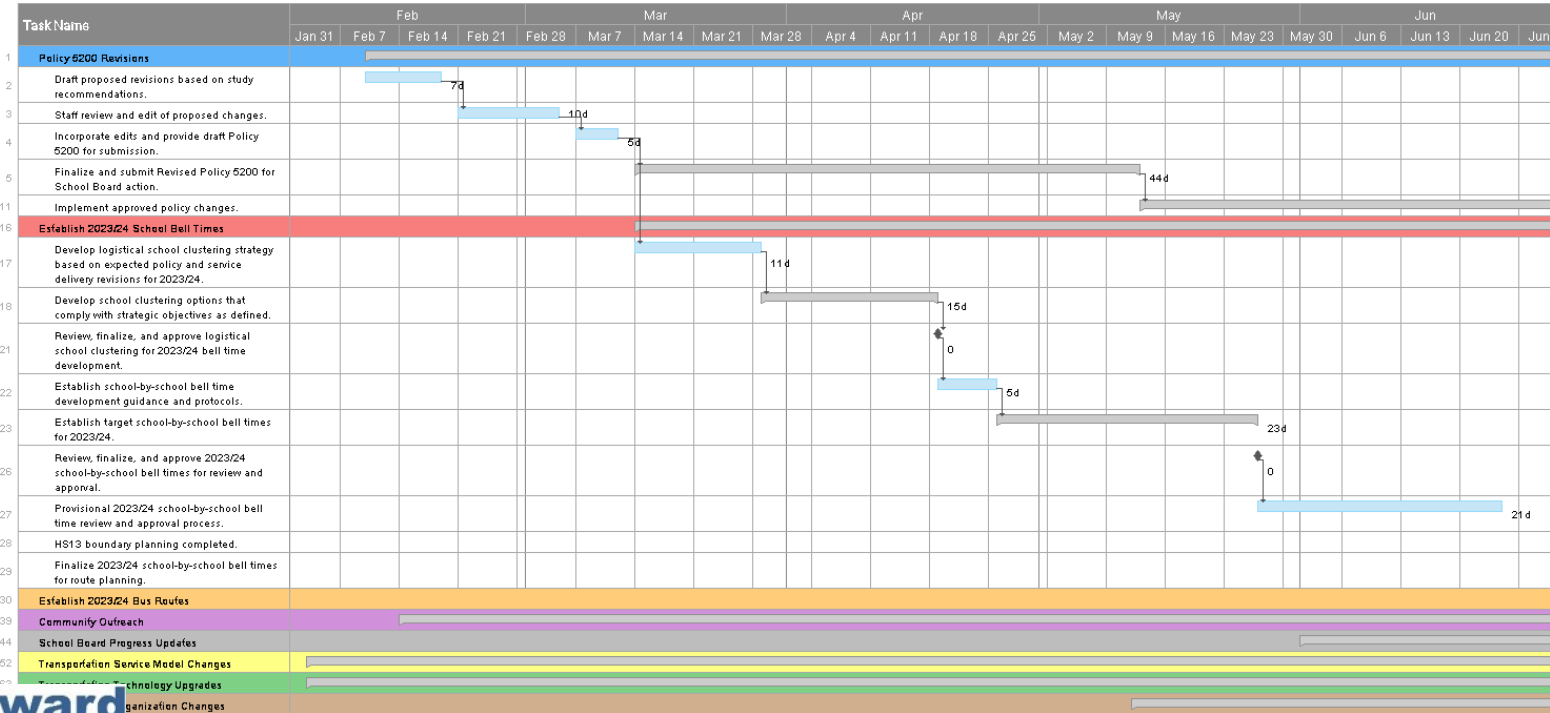 Task Name
Feb Mar Apr May Jun
Jan 31 Feb 7 Feb 14 Feb 21 Feb 28 Mar 7 Mar 14 Mar 21 Mar 28 Apr 4 Apr 11 Apr 18 Apr 25 May 2 May 9 May 16 May 23 May 30 Jun 6 Jun 13 Jun 20 Jun
1 Policy 5200 Revisions
2 Draft proposed revisions based on study
recommendations.
7d
3 Staff review and edit of proposed changes.
10d
4 Incorporate edits and provide draft Policy
5200 for submission.
5d
5 Finalize and submit Revised Policy 5200 for
School Board action.
44d
11 Implement approved policy changes.
16 Establish 2023/24 School Bell Times
17 Develop logistical school clustering strategy
based on expected policy and service
delivery revisions for 2023/24.
11d
18 Develop school clustering options that
comply with strategic objectives as defined.
15d
21 Review, finalize, and approve logistical
school clustering for 2023/24 bell time
development.
0
22 Establish school-by-school bell time
development guidance and protocols.
5d
23 Establish target school-by-school bell times
for 2023/24.
23d
26 Review, finalize, and approve 2023/24
school-by-school bell times for review and
apporval.
0
27 Provisional 2023/24 school-by-school bell
time review and approval process.
21d
28 HS13 boundary planning completed.
29 Finalize 2023/24 school-by-school bell times
for route planning.
30 Establish 2023/24 Bus Routes
39 Community Outreach
44 School Board Progress Updates
52 Transportation Service Model Changes
Technology Upgrades
ward
ganization Changes